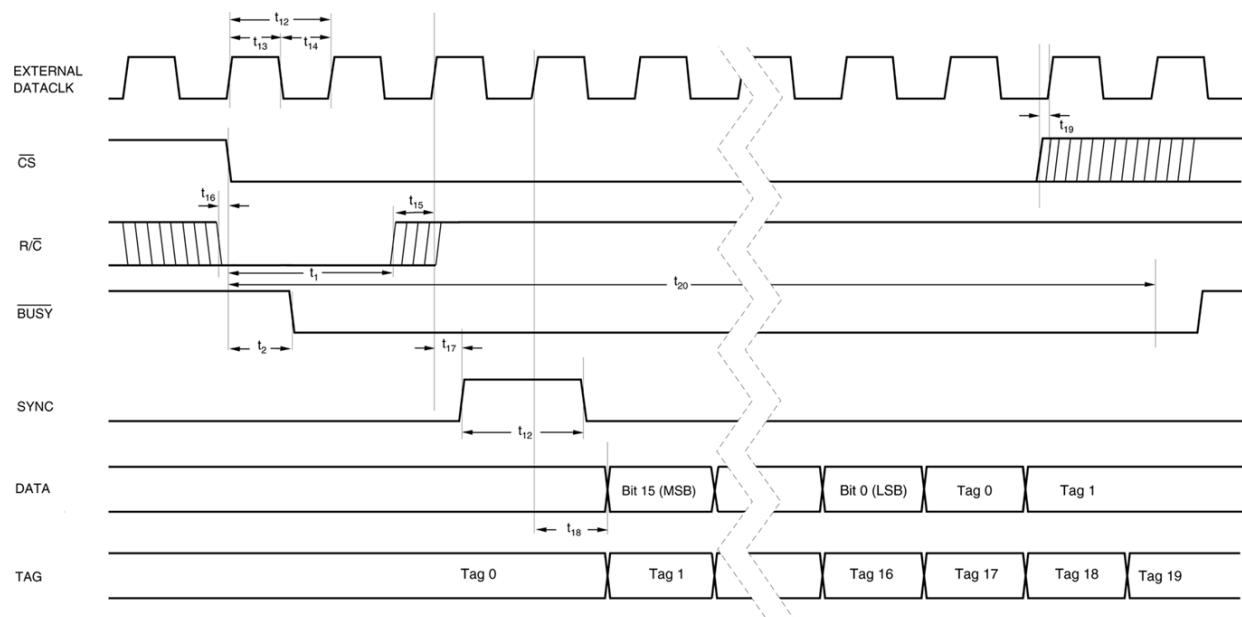 t₁₂
t₁₃ t₁₄
EXTERNAL
DATACLK
t₁₉
C̅S̅
t₁₆
t₁₅
R/C̅
t₁
t₂₀
B̅U̅S̅Y̅
t₂
t₁₇
SYNC
t₁₂
DATA Bit 15 (MSB) Bit 0 (LSB) Tag 0 Tag 1
t₁₈
TAG Tag 0 Tag 1 Tag 16 Tag 17 Tag 18 Tag 19